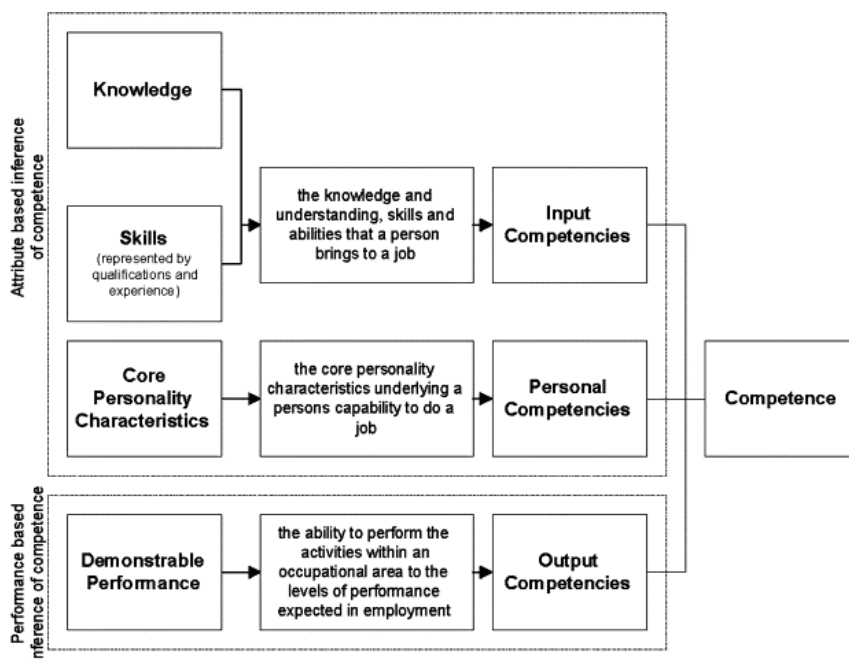 Attribute based inference
of competence
Knowledge
Skills
(represented by
qualifications and
experience)
the knowledge and
understanding, skills and
abilities that a person
brings to a job
Input
Competencies
Core
Personality
Characteristics
the core personality
characteristics underlying a
persons capability to do a
job
Personal
Competencies
Competence
Performance based
nference of competence
Demonstrable
Performance
the ability to perform the
activities within an
occupational area to the
levels of performance
expected in employment
Output
Competencies